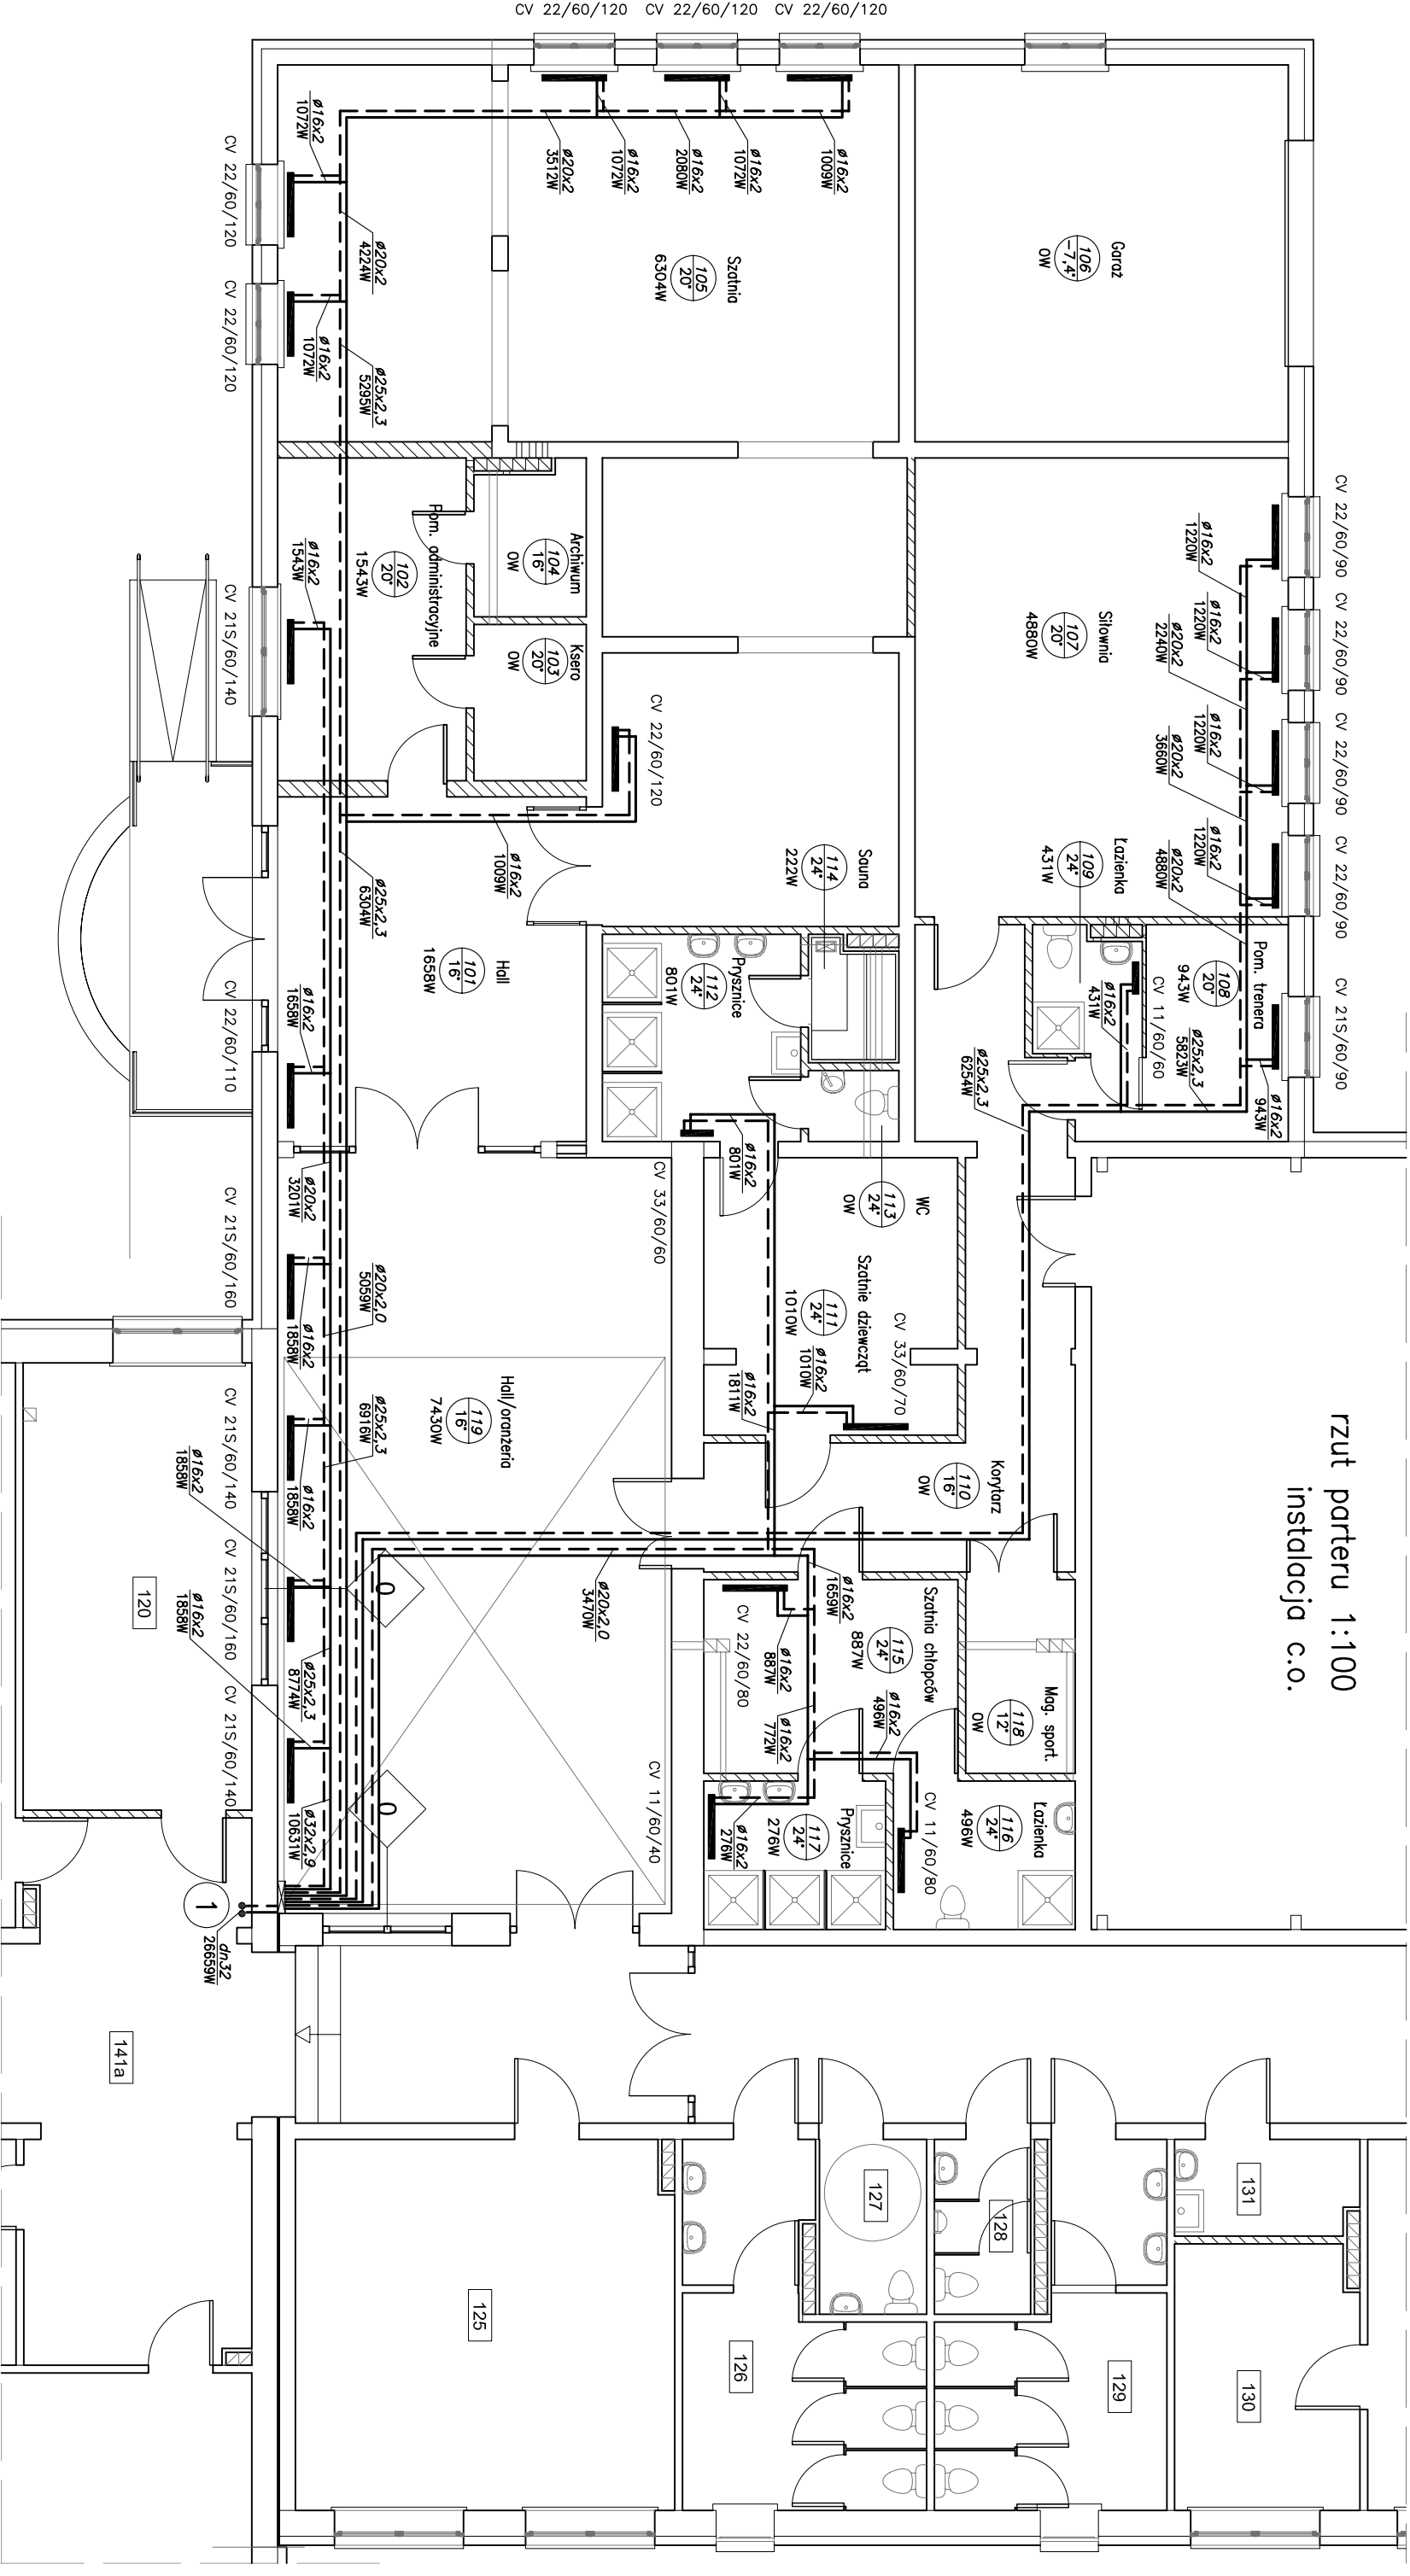 rzut parteru 1:100
instalacja c.o.
CV 22/60/120
CV 22/60/120
CV 22/60/120
Garaż
106
-7,4°
0W
Szatnia
105
20°
6304W
ø16x2
1009W
ø16x2
1072W
ø16x2
2080W
ø16x2
1072W
ø20x2
3512W
ø16x2
1072W
CV 22/60/120
ø20x2
4224W
CV 22/60/120
ø16x2
1072W
ø25x2,3
5295W
CV 22/60/90
CV 22/60/90
CV 22/60/90
CV 22/60/90
CV 21S/60/90
ø16x2
1220W
ø16x2
1220W
ø20x2
2240W
ø16x2
1220W
ø20x2
3660W
ø16x2
1220W
ø20x2
4880W
Siłownia
107
20°
4880W
Łazienka
109
24°
431W
Pom. trenera
108
20°
943W
CV 11/60/60
ø16x2
431W
ø25x2,3
5823W
ø16x2
943W
ø25x2,3
6254W
Archiwum
104
16°
0W
Ksero
103
20°
0W
Pom. administracyjne
102
20°
1543W
ø16x2
1543W
CV 21S/60/140
CV 22/60/120
ø16x2
1009W
Sauna
114
24°
222W
ø25x2,3
6304W
Hall
101
16°
1658W
ø16x2
1658W
CV 22/60/110
Prysznice
112
24°
801W
ø16x2
801W
CV 33/60/60
WC
113
24°
0W
Szatnie dziewcząt
111
24°
1010W
CV 33/60/70
ø16x2
1010W
ø16x2
1811W
Korytarz
110
16°
0W
ø20x2
3201W
CV 21S/60/160
ø20x2,0
5059W
ø16x2
1858W
Hall/oranżeria
119
16°
7430W
ø25x2,3
6916W
CV 21S/60/140
ø16x2
1858W
ø16x2
1858W
CV 21S/60/160
ø16x2
1858W
CV 21S/60/140
ø25x2,3
8774W
ø32x2,9
10631W
0
0
ø20x2,0
3470W
CV 11/60/40
ø16x2
1659W
Szatnia chłopców
115
24°
887W
CV 22/60/80
ø16x2
887W
ø16x2
772W
ø16x2
496W
Mag. sport.
118
12°
0W
Łazienka
116
24°
496W
CV 11/60/80
Prysznice
117
24°
276W
ø16x2
276W
1
dn32
26659W
120
141a
125
126
127
128
129
130
131